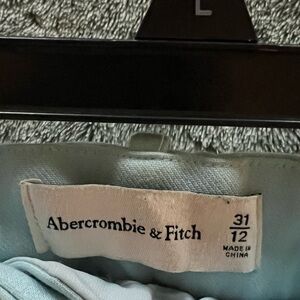 L
Abercrombie & Fitch
31
12
MADE IN
CHINA